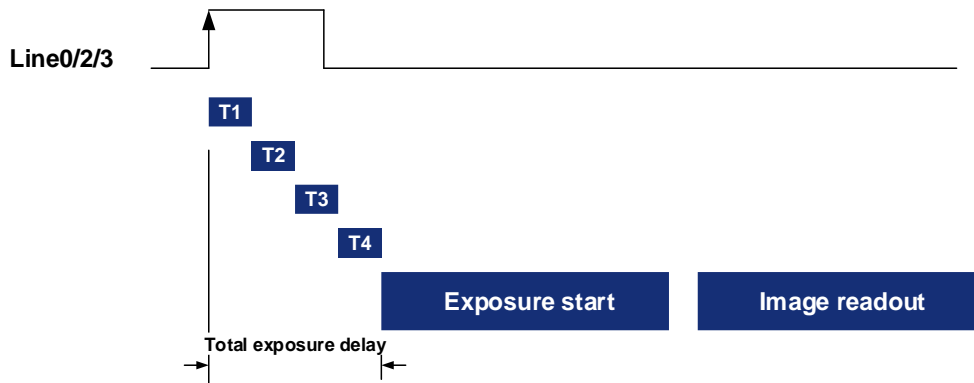 Line0/2/3
T1
T2
T3
T4
Exposure start
Image readout
Total exposure delay